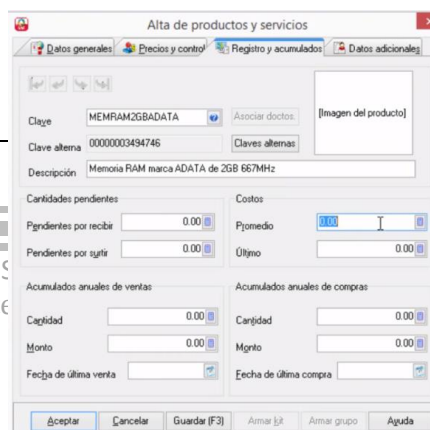 Alta de productos y servicios
Datos generales Precios y control Registro y acumulados Datos adicionales
Clave MEMRAM2GBADATA Asociar doctos. [Imagen del producto]
Clave alterna 00000003494746 Claves alternas
Descripción Memoria RAM marca ADATA de 2GB 667MHz
Cantidades pendientes Costos
Pendientes por recibir 0.00 Promedio 0.00
Pendientes por surtir 0.00 Último 0.00
Acumulados anuales de ventas Acumulados anuales de compras
Cantidad 0.00 Cantidad 0.00
Monto 0.00 Monto 0.00
Fecha de última venta Fecha de última compra
Aceptar Cancelar Guardar (F3) Armar kit Armar grupo Ayuda